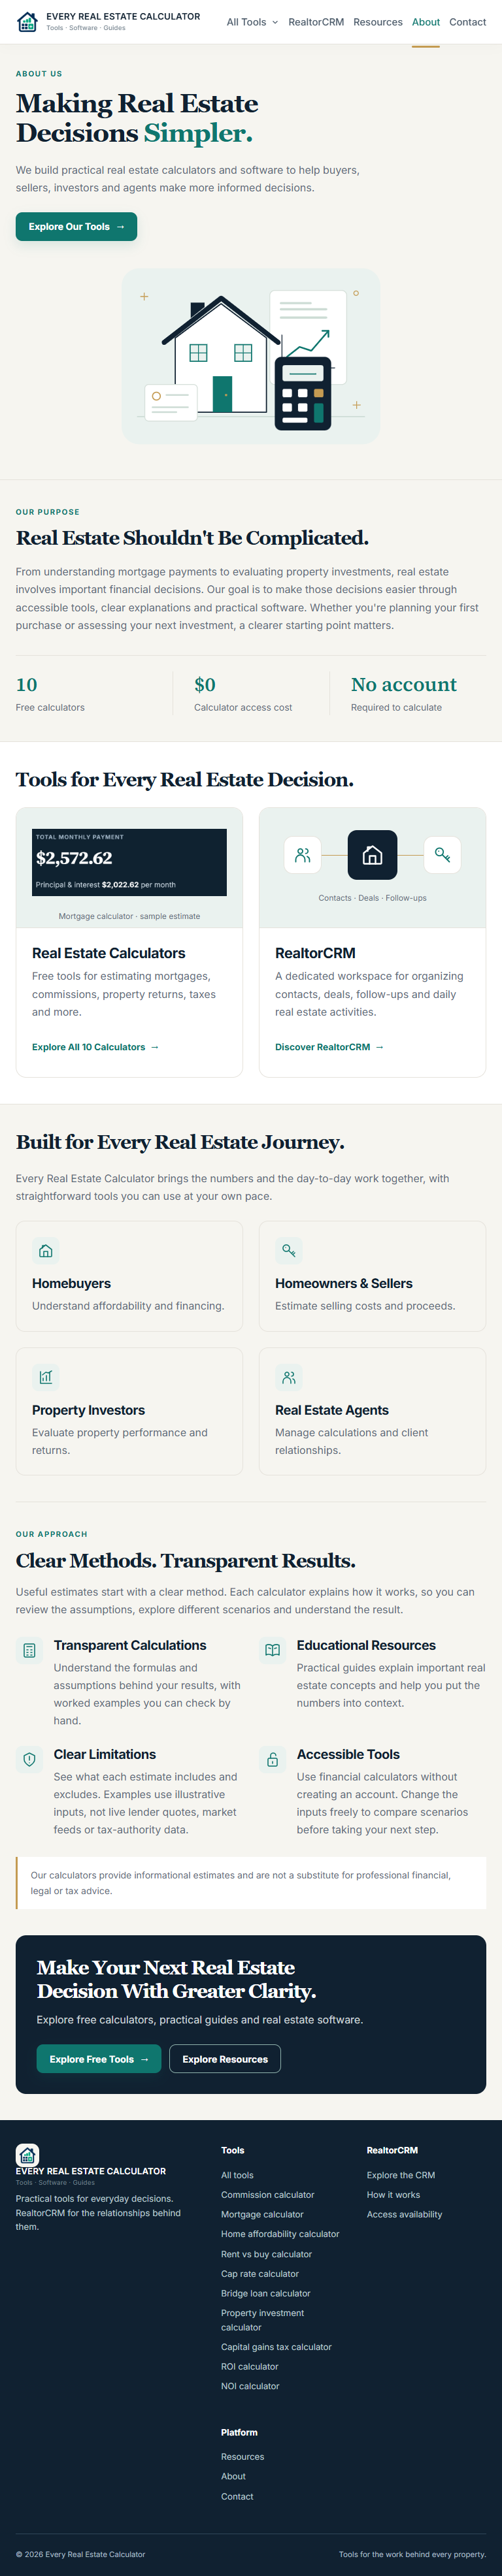 EVERY REAL ESTATE CALCULATOR
Tools · Software · Guides
All Tools
RealtorCRM
Resources
About
Contact
ABOUT US
Making Real Estate
Decisions Simpler.
We build practical real estate calculators and software to help buyers,
sellers, investors and agents make more informed decisions.
Explore Our Tools →
OUR PURPOSE
Real Estate Shouldn't Be Complicated.
From understanding mortgage payments to evaluating property investments, real estate
involves important financial decisions. Our goal is to make those decisions easier through
accessible tools, clear explanations and practical software. Whether you're planning your first
purchase or assessing your next investment, a clearer starting point matters.
10
Free calculators
$0
Calculator access cost
No account
Required to calculate
Tools for Every Real Estate Decision.
TOTAL MONTHLY PAYMENT
$2,572.62
Principal & interest $2,022.62 per month
Mortgage calculator · sample estimate
Real Estate Calculators
Free tools for estimating mortgages,
commissions, property returns, taxes
and more.
Explore All 10 Calculators →
Contacts · Deals · Follow-ups
RealtorCRM
A dedicated workspace for organizing
contacts, deals, follow-ups and daily
real estate activities.
Discover RealtorCRM →
Built for Every Real Estate Journey.
Every Real Estate Calculator brings the numbers and the day-to-day work together, with
straightforward tools you can use at your own pace.
Homebuyers
Understand affordability and financing.
Homeowners & Sellers
Estimate selling costs and proceeds.
Property Investors
Evaluate property performance and
returns.
Real Estate Agents
Manage calculations and client
relationships.
OUR APPROACH
Clear Methods. Transparent Results.
Useful estimates start with a clear method. Each calculator explains how it works, so you can
review the assumptions, explore different scenarios and understand the result.
Transparent Calculations
Understand the formulas and
assumptions behind your results, with
worked examples you can check by
hand.
Educational Resources
Practical guides explain important real
estate concepts and help you put the
numbers into context.
Clear Limitations
See what each estimate includes and
excludes. Examples use illustrative
inputs, not live lender quotes, market
feeds or tax-authority data.
Accessible Tools
Use financial calculators without
creating an account. Change the
inputs freely to compare scenarios
before taking your next step.
Our calculators provide informational estimates and are not a substitute for professional financial,
legal or tax advice.
Make Your Next Real Estate
Decision With Greater Clarity.
Explore free calculators, practical guides and real estate software.
Explore Free Tools →
Explore Resources
EVERY REAL ESTATE CALCULATOR
Tools · Software · Guides
Practical tools for everyday decisions.
RealtorCRM for the relationships behind
them.
Tools
All tools
Commission calculator
Mortgage calculator
Home affordability calculator
Rent vs buy calculator
Cap rate calculator
Bridge loan calculator
Property investment
calculator
Capital gains tax calculator
ROI calculator
NOI calculator
RealtorCRM
Explore the CRM
How it works
Access availability
Platform
Resources
About
Contact
© 2026 Every Real Estate Calculator
Tools for the work behind every property.